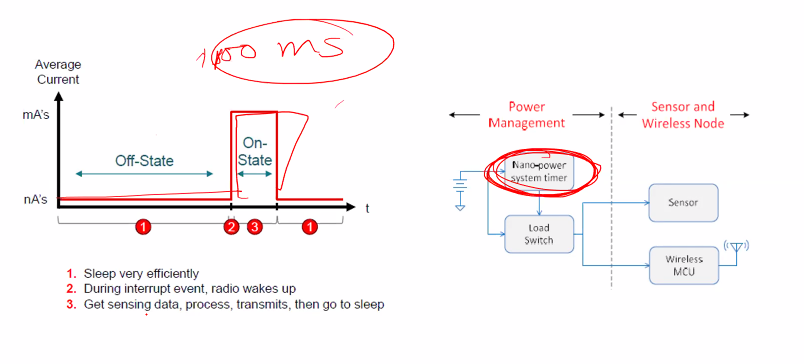 1000 ms
Average
Current
mA's
nA's
Off-State
On-
State
t
1
2
3
1
1. Sleep very efficiently
2. During interrupt event, radio wakes up
3. Get sensing data, process, transmits, then go to sleep
Power
Management
Sensor and
Wireless Node
Nano-power
system timer
Load
Switch
Sensor
Wireless
MCU